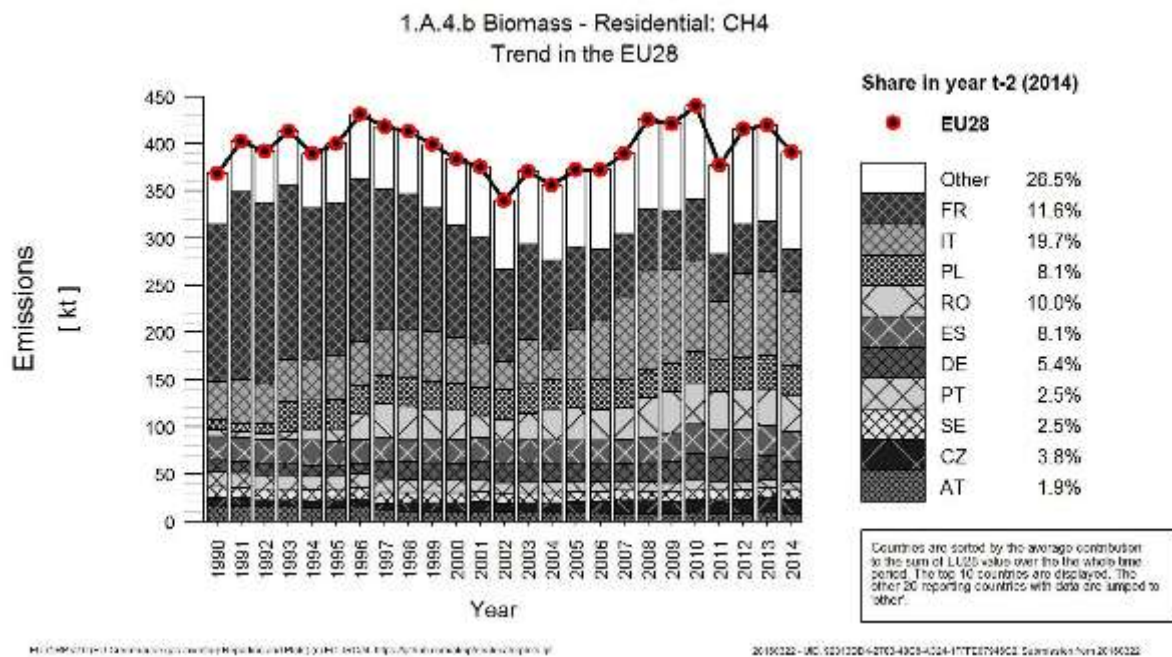 1.A.4.b Biomass - Residential: CH4
Trend in the EU28
Emissions
[ kt ]
450
400
350
300
250
200
150
100
50
0
1990 1991 1992 1993 1994 1995 1996 1997 1998 1999 2000 2001 2002 2003 2004 2005 2006 2007 2008 2009 2010 2011 2012 2013 2014
Year
Share in year t-2 (2014)
EU28
Other 26.5%
FR 11.6%
IT 19.7%
PL 8.1%
RO 10.0%
ES 8.1%
DE 5.4%
PT 2.5%
SE 2.5%
CZ 3.8%
AT 1.9%
Countries are sorted by the average contribution
to the sum of EU28 value over the the whole time
period. The top 10 countries are displayed. The
other 20 reporting countries with data are lumped to
'other'.
Submission from